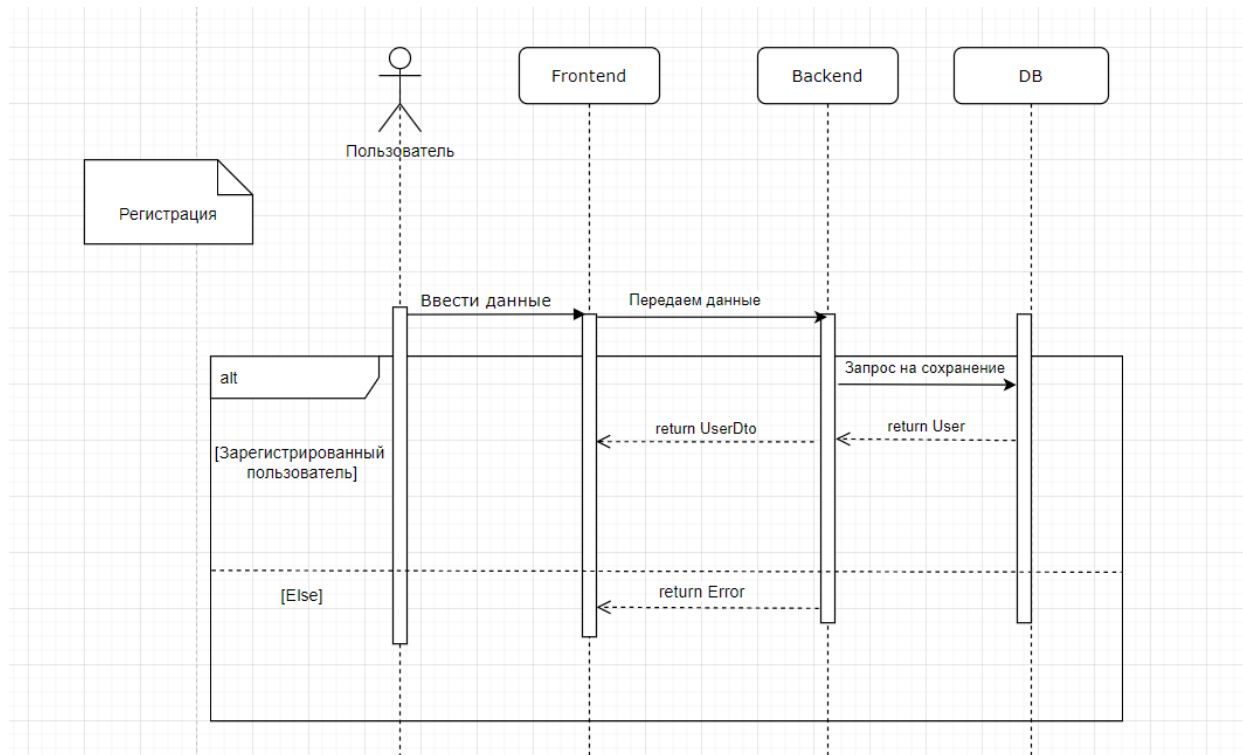 Frontend
Backend
DB
Пользователь
Регистрация
Ввести данные
Передаем данные
alt
Запрос на сохранение
return UserDto
return User
[Зарегистрированный
пользователь]
[Else]
return Error